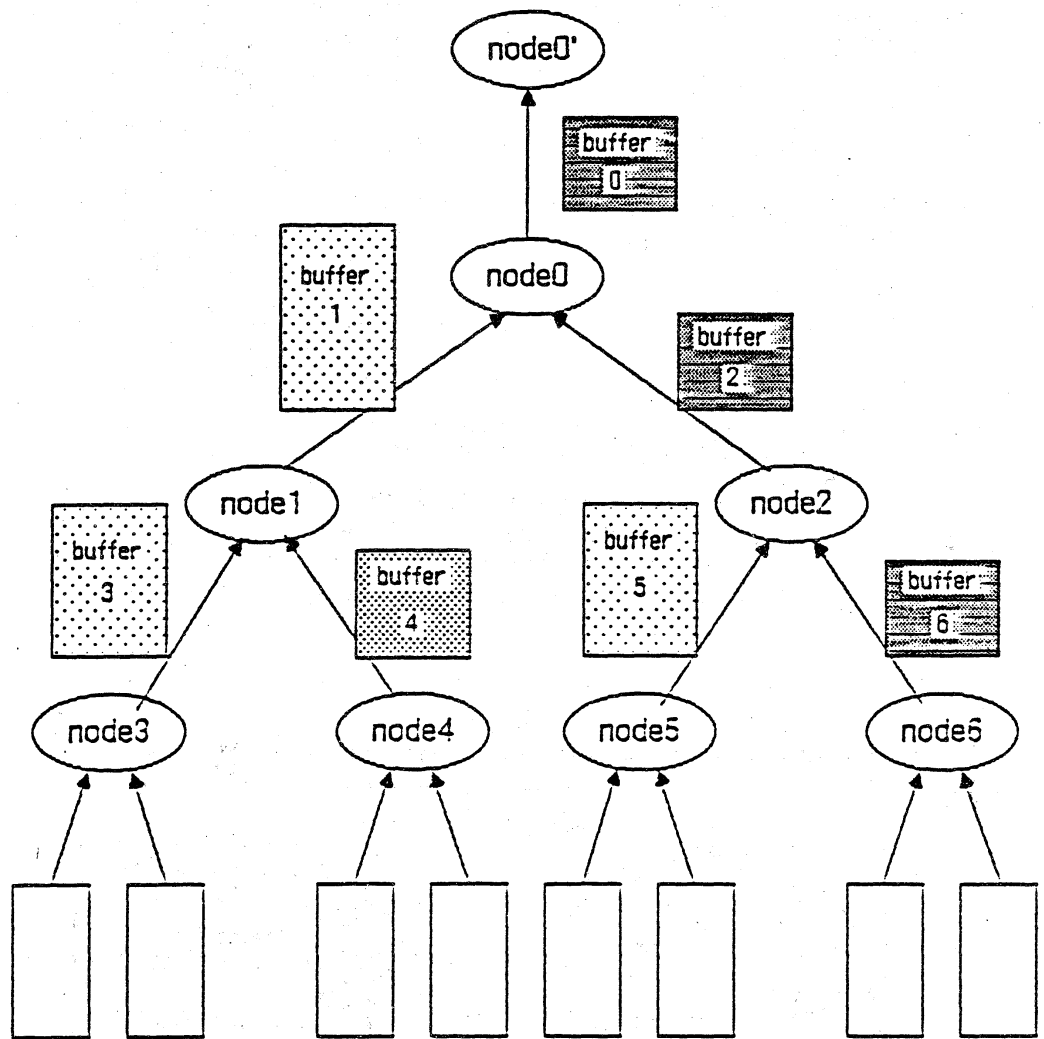 node0'
buffer
0
buffer
1
node0
buffer
2
node1
node2
buffer
3
buffer
4
buffer
5
buffer
6
node3
node4
node5
node6